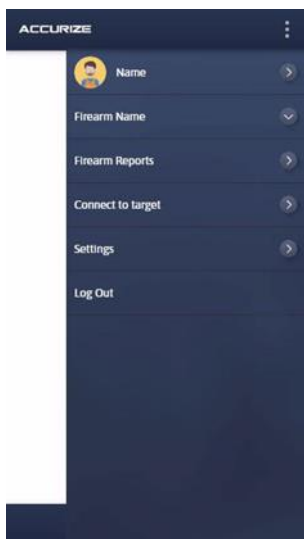 ACCURIZE
Name
Firearm Name
Firearm Reports
Connect to target
Settings
Log Out